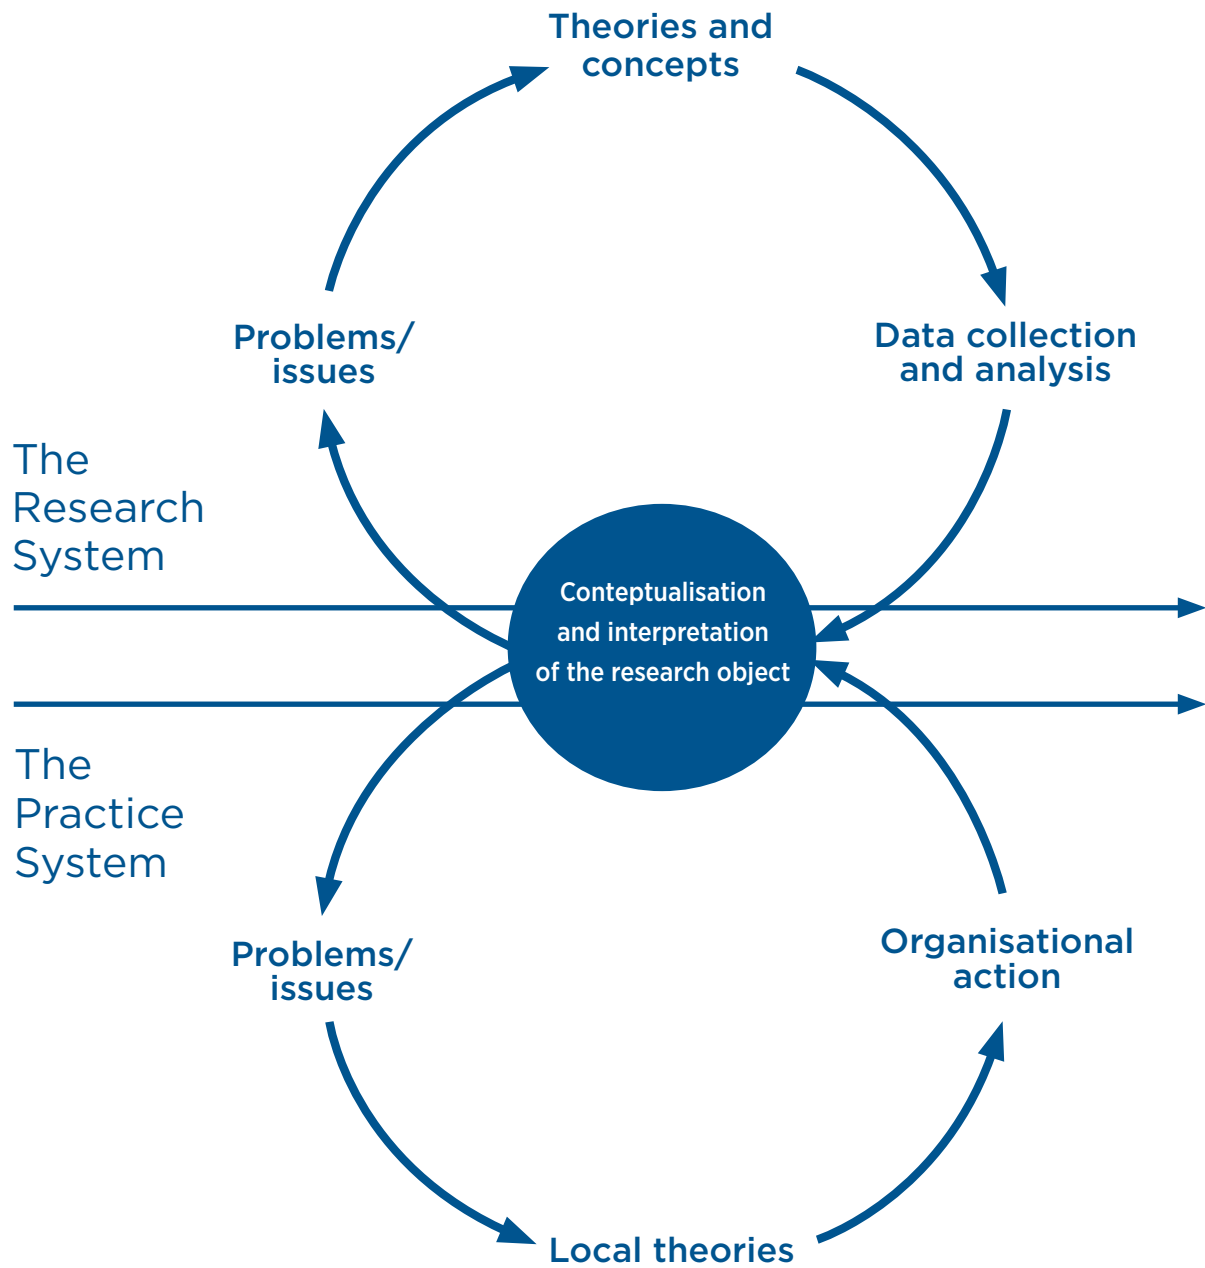 Theories and
concepts
Problems/
issues
Data collection
and analysis
The
Research
System
Conteptualisation
and interpretation
of the research object
The
Practice
System
Problems/
issues
Organisational
action
Local theories